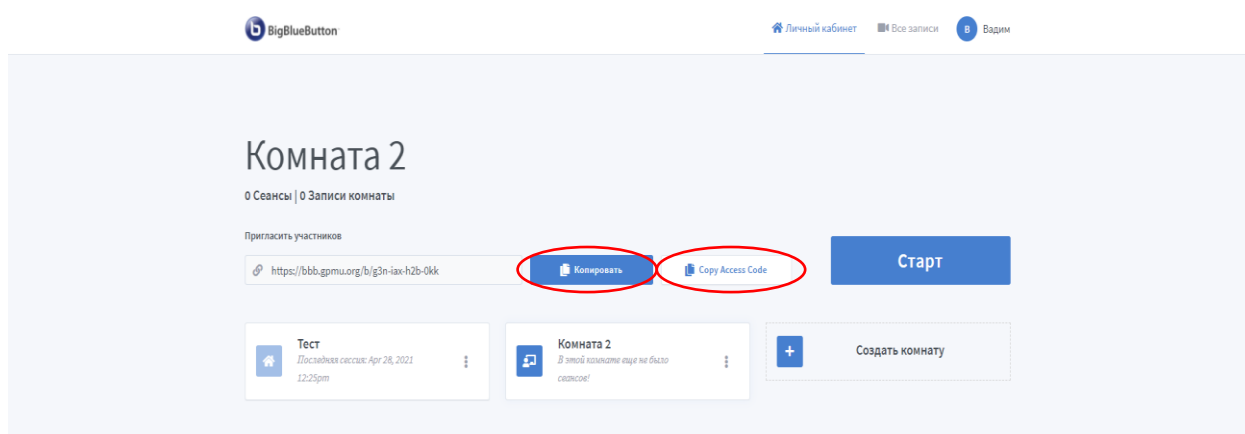 BigBlueButton
Личный кабинет
Все записи
В Вадим
Комната 2
0 Сеансы | 0 Записи комнаты
Пригласить участников
https://bbb.gpmu.org/b/g3n-iax-h2b-0kk
Копировать
Copy Access Code
Старт
Тест
Последняя сессия: Apr 28, 2021
12:25pm
Комната 2
В этой комнате еще не было
сеансов!
+ Создать комнату